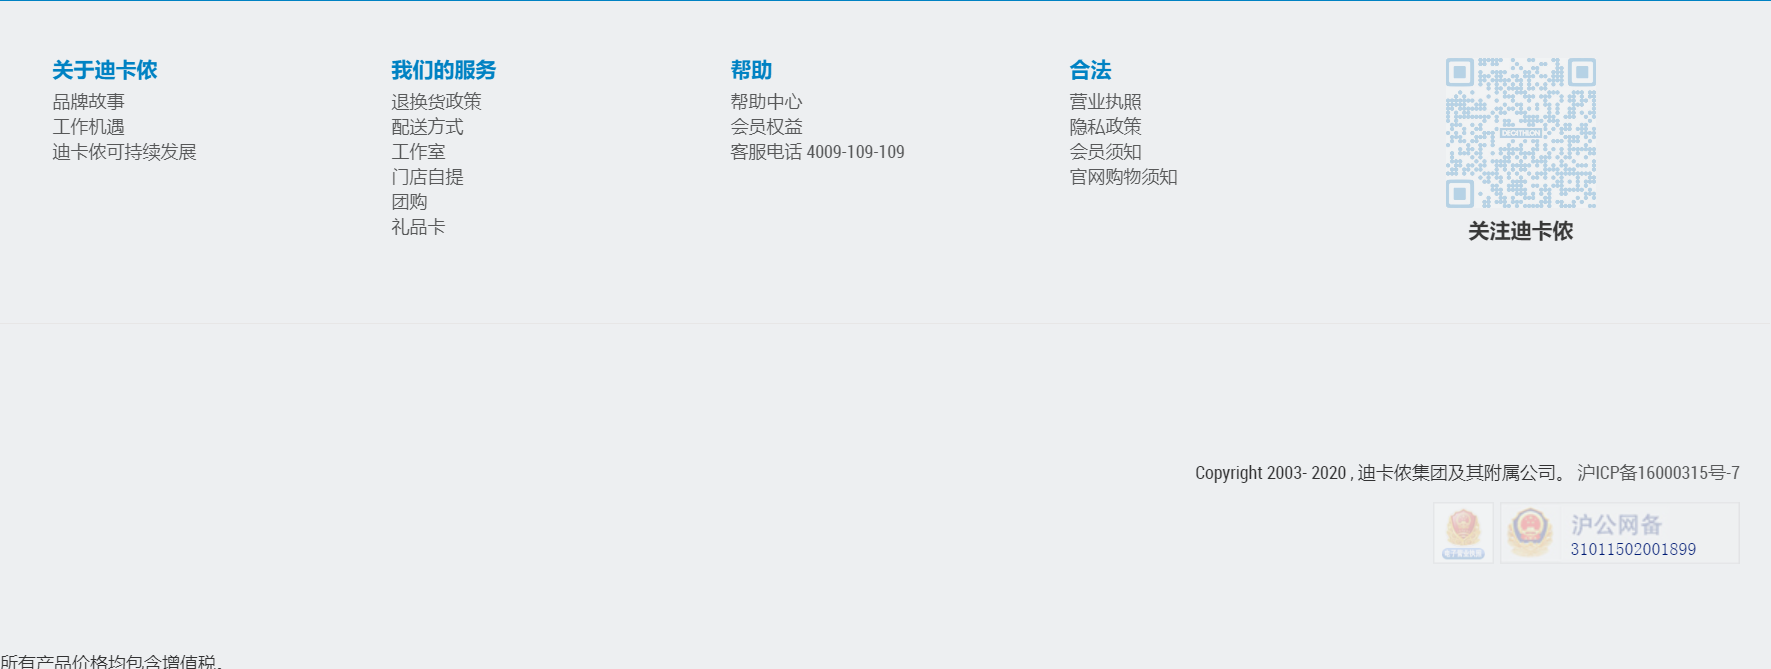 关于迪卡侬
品牌故事
工作机遇
迪卡侬可持续发展
我们的服务
退换货政策
配送方式
工作室
门店自提
团购
礼品卡
帮助
帮助中心
会员权益
客服电话 4009-109-109
合法
营业执照
隐私政策
会员须知
官网购物须知
DECATHLON
关注迪卡侬
Copyright 2003- 2020 , 迪卡侬集团及其附属公司。 沪ICP备16000315号-7
电子营业执照
沪公网备
31011502001899
所有产品价格均包含增值税。